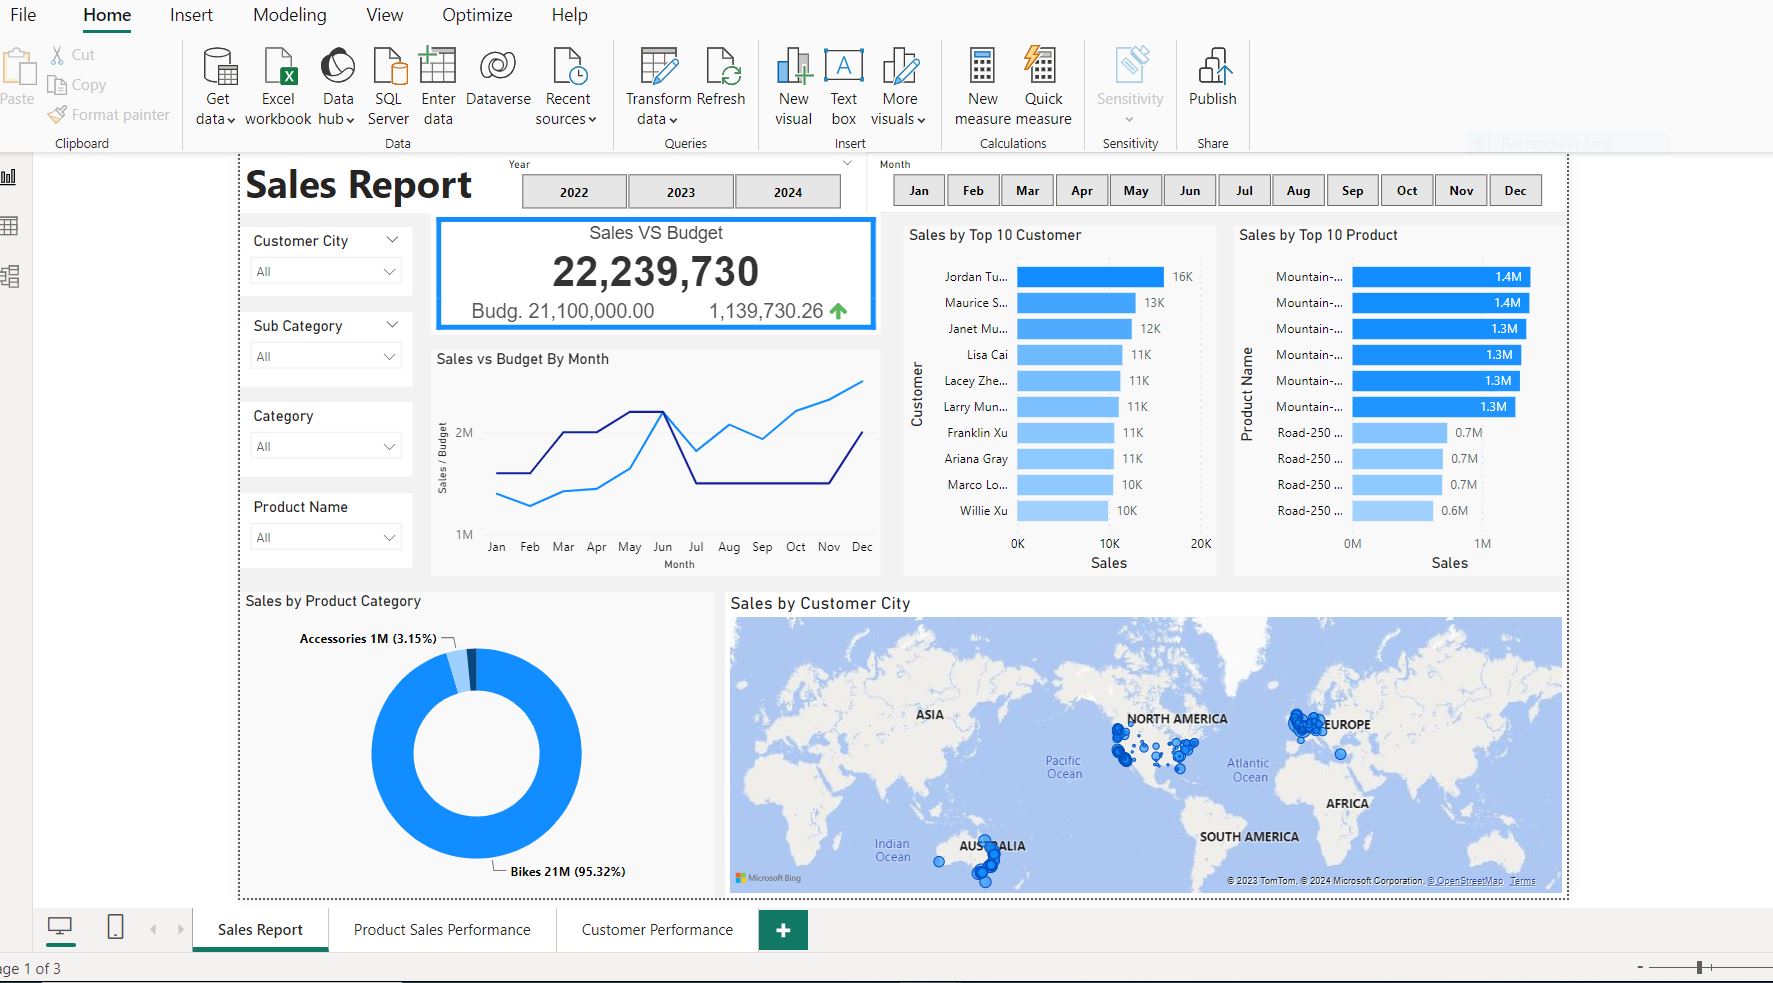 File Home Insert Modeling View Optimize Help
Paste
Cut
Copy
Format painter
Clipboard
Get data
Excel workbook
Data hub
SQL Server
Enter data
Dataverse
Recent sources
Data
Transform data
Refresh
Queries
New visual
Text box
More visuals
Insert
New measure
Quick measure
Calculations
Sensitivity
Sensitivity
Publish
Share
Rectangular Snip
Sales Report
Year
2022 2023 2024
Month
Jan Feb Mar Apr May Jun Jul Aug Sep Oct Nov Dec
Customer City
All
Sub Category
All
Category
All
Product Name
All
Sales VS Budget
22,239,730
Budg. 21,100,000.00 1,139,730.26
Sales vs Budget By Month
Sales / Budget
2M
1M
Jan Feb Mar Apr May Jun Jul Aug Sep Oct Nov Dec
Month
Sales by Top 10 Customer
Customer
Jordan Tu... 16K
Maurice S... 13K
Janet Mu... 12K
Lisa Cai 11K
Lacey Zhe... 11K
Larry Mun... 11K
Franklin Xu 11K
Ariana Gray 11K
Marco Lo... 10K
Willie Xu 10K
0K 10K 20K
Sales
Sales by Top 10 Product
Product Name
Mountain-... 1.4M
Mountain-... 1.4M
Mountain-... 1.3M
Mountain-... 1.3M
Mountain-... 1.3M
Mountain-... 1.3M
Road-250 ... 0.7M
Road-250 ... 0.7M
Road-250 ... 0.7M
Road-250 ... 0.6M
0M 1M
Sales
Sales by Product Category
Accessories 1M (3.15%)
Bikes 21M (95.32%)
Sales by Customer City
ASIA
NORTH AMERICA
EUROPE
Pacific
Ocean
Atlantic
Ocean
AFRICA
SOUTH AMERICA
Indian
Ocean
AUSTRALIA
Microsoft Bing
© 2023 TomTom, © 2024 Microsoft Corporation, © OpenStreetMap Terms
Sales Report Product Sales Performance Customer Performance +
age 1 of 3